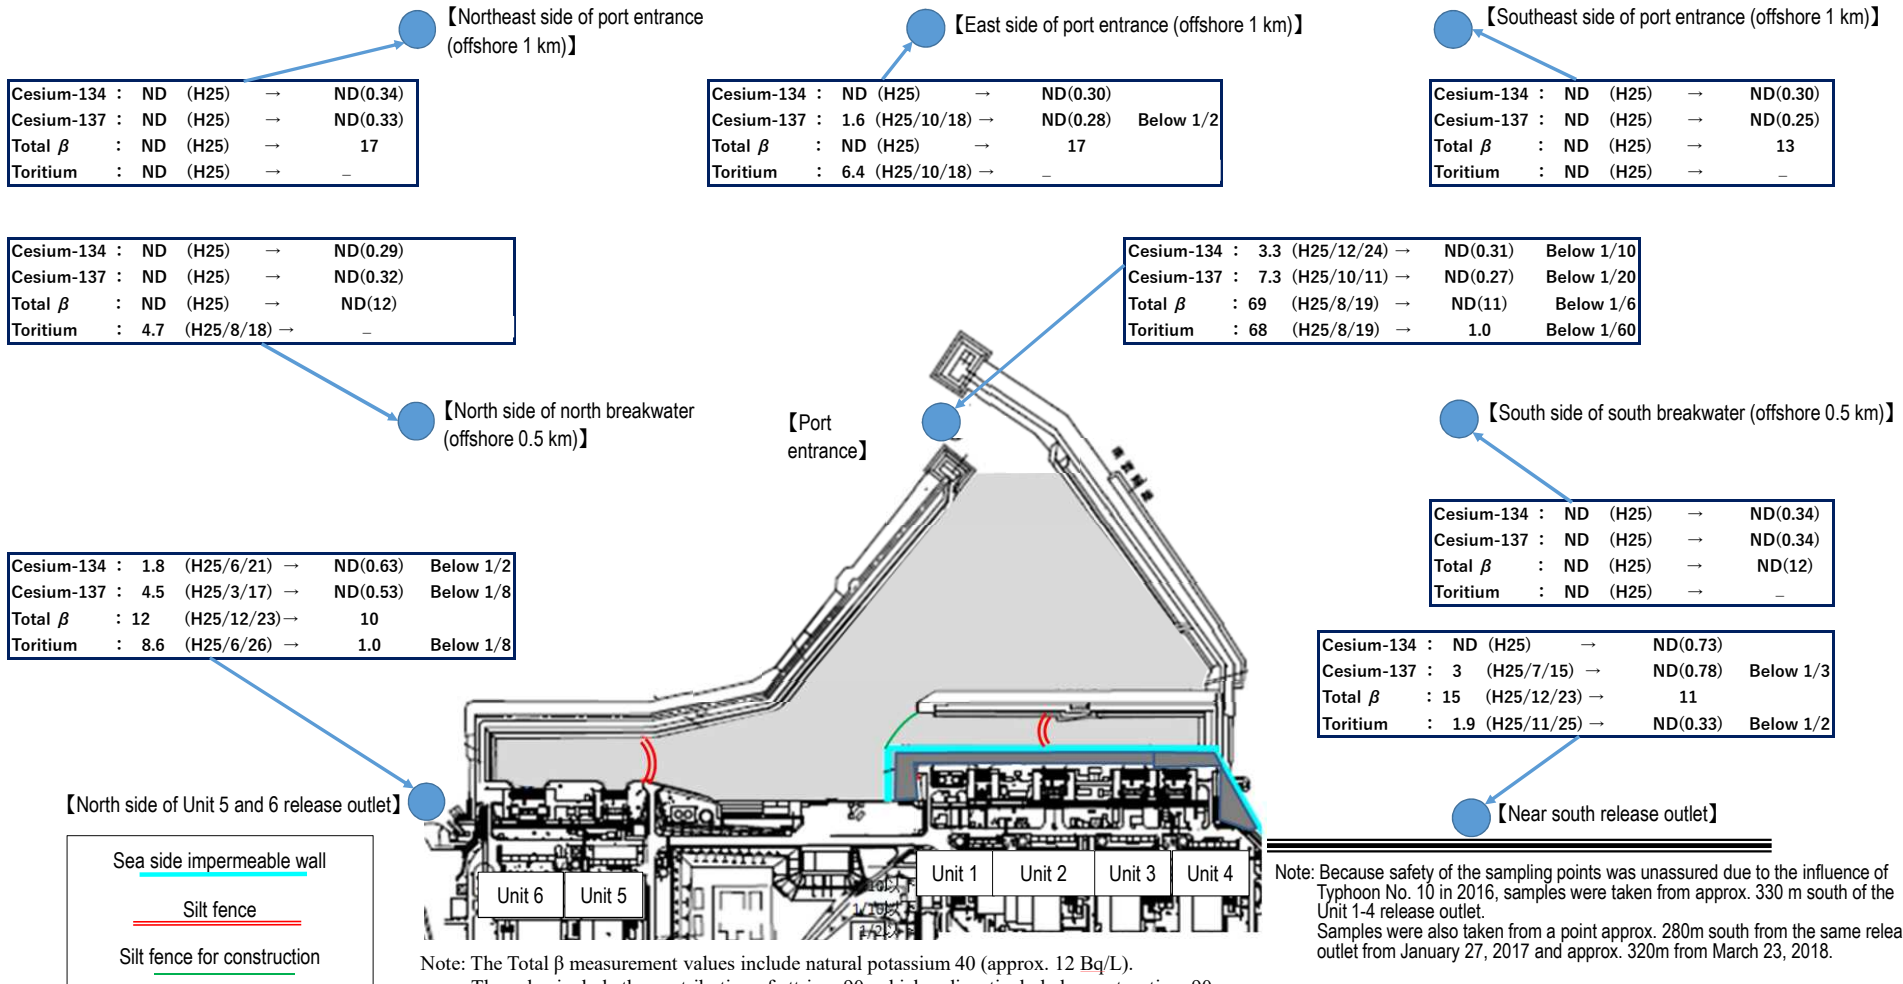 【Northeast side of port entrance
(offshore 1 km)】
Cesium-134 : ND (H25) → ND(0.34)
Cesium-137 : ND (H25) → ND(0.33)
Total β : ND (H25) → 17
Toritium : ND (H25) → –
【East side of port entrance (offshore 1 km)】
Cesium-134 : ND (H25) → ND(0.30)
Cesium-137 : 1.6 (H25/10/18) → ND(0.28) Below 1/2
Total β : ND (H25) → 17
Toritium : 6.4 (H25/10/18) → –
【Southeast side of port entrance (offshore 1 km)】
Cesium-134 : ND (H25) → ND(0.30)
Cesium-137 : ND (H25) → ND(0.25)
Total β : ND (H25) → 13
Toritium : ND (H25) → –
Cesium-134 : ND (H25) → ND(0.29)
Cesium-137 : ND (H25) → ND(0.32)
Total β : ND (H25) → ND(12)
Toritium : 4.7 (H25/8/18) → –
【North side of north breakwater
(offshore 0.5 km)】
Cesium-134 : 3.3 (H25/12/24) → ND(0.31) Below 1/10
Cesium-137 : 7.3 (H25/10/11) → ND(0.27) Below 1/20
Total β : 69 (H25/8/19) → ND(11) Below 1/6
Toritium : 68 (H25/8/19) → 1.0 Below 1/60
【Port
entrance】
【South side of south breakwater (offshore 0.5 km)】
Cesium-134 : ND (H25) → ND(0.34)
Cesium-137 : ND (H25) → ND(0.34)
Total β : ND (H25) → ND(12)
Toritium : ND (H25) → –
Cesium-134 : 1.8 (H25/6/21) → ND(0.63) Below 1/2
Cesium-137 : 4.5 (H25/3/17) → ND(0.53) Below 1/8
Total β : 12 (H25/12/23)→ 10
Toritium : 8.6 (H25/6/26) → 1.0 Below 1/8
【North side of Unit 5 and 6 release outlet】
Cesium-134 : ND (H25) → ND(0.73)
Cesium-137 : 3 (H25/7/15) → ND(0.78) Below 1/3
Total β : 15 (H25/12/23) → 11
Toritium : 1.9 (H25/11/25) → ND(0.33) Below 1/2
【Near south release outlet】
Sea side impermeable wall
Silt fence
Silt fence for construction
Unit 6
Unit 5
Unit 1
Unit 2
Unit 3
Unit 4
Note: Because safety of the sampling points was unassured due to the influence of
Typhoon No. 10 in 2016, samples were taken from approx. 330 m south of the
Unit 1-4 release outlet.
Samples were also taken from a point approx. 280m south from the same relea
outlet from January 27, 2017 and approx. 320m from March 23, 2018.
Note: The Total β measurement values include natural potassium 40 (approx. 12 Bq/L).